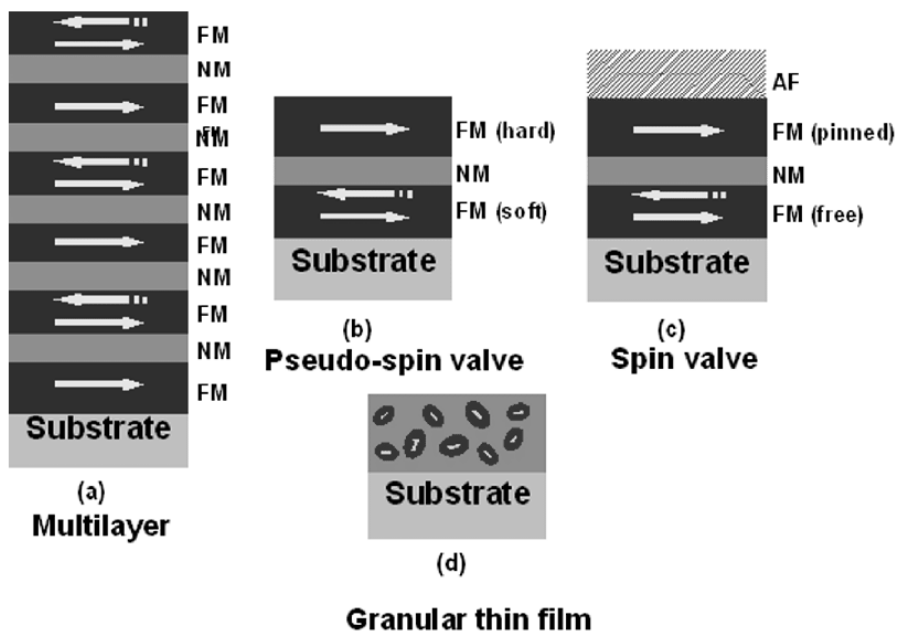 FM
NM
FM
NM
FM
NM
FM
NM
FM
NM
FM
Substrate
(a)
Multilayer
FM (hard)
NM
FM (soft)
Substrate
(b)
Pseudo-spin valve
AF
FM (pinned)
NM
FM (free)
Substrate
(c)
Spin valve
Substrate
(d)
Granular thin film